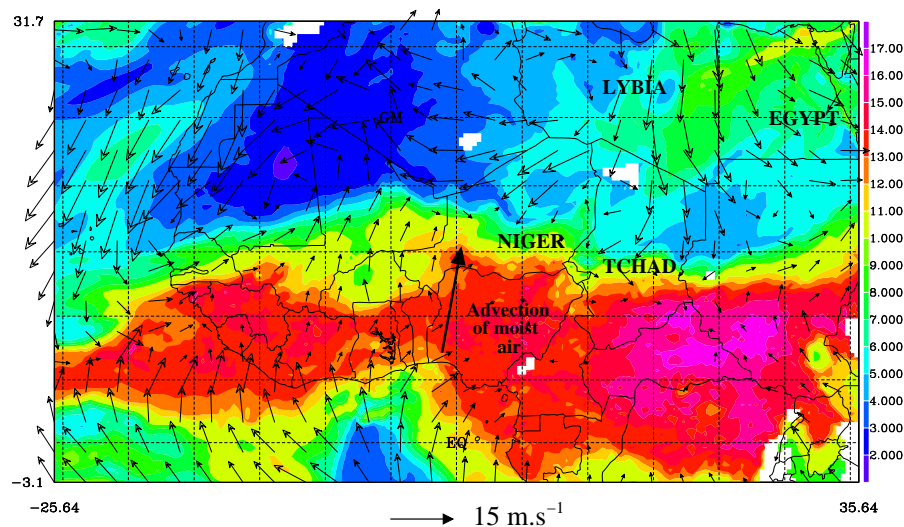 31.7
LYBIA
EGYPT
GM
NIGER
TCHAD
Advection
of moist
air
EQ
−3.1
−25.64
35.64
15 m.s−1
17.00
16.00
15.00
14.00
13.00
12.00
11.00
1.000
9.000
8.000
7.000
6.000
5.000
4.000
3.000
2.000